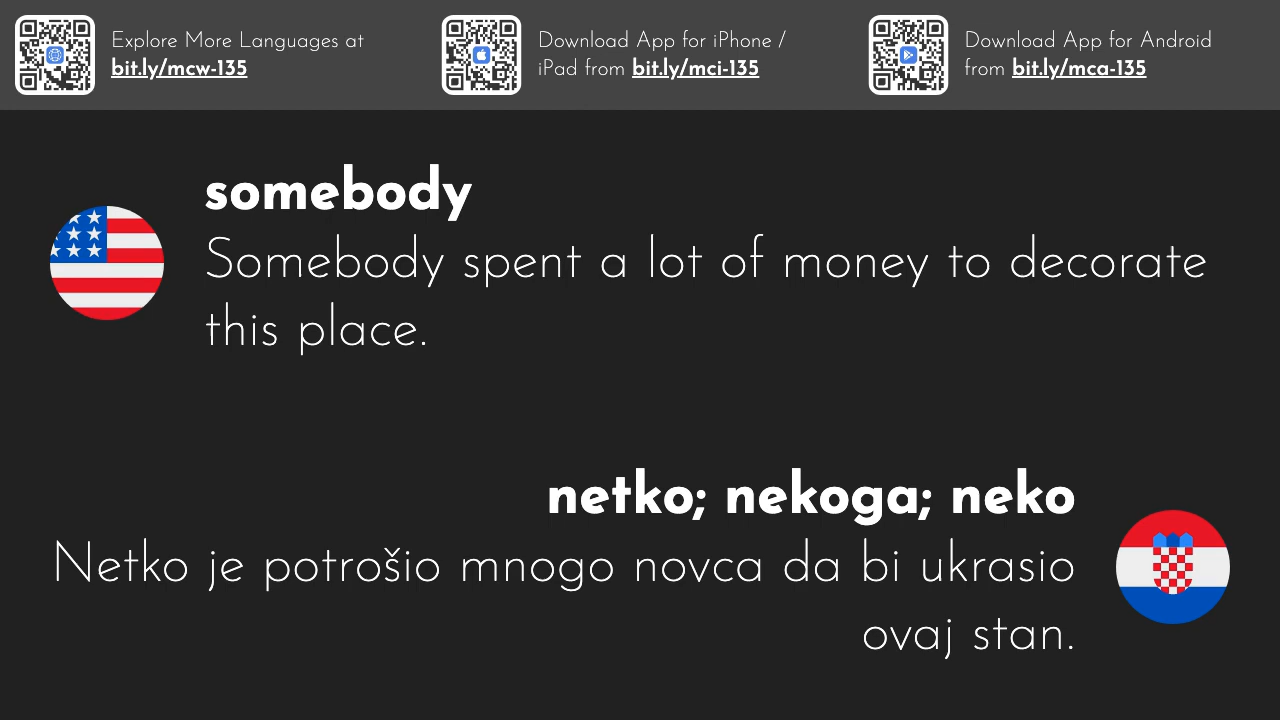 Explore More Languages at
bit.ly/mcw-135
Download App for iPhone /
iPad from bit.ly/mci-135
Download App for Android
from bit.ly/mca-135
somebody
Somebody spent a lot of money to decorate
this place.
netko; nekoga; neko
Netko je potrošio mnogo novca da bi ukrasio
ovaj stan.